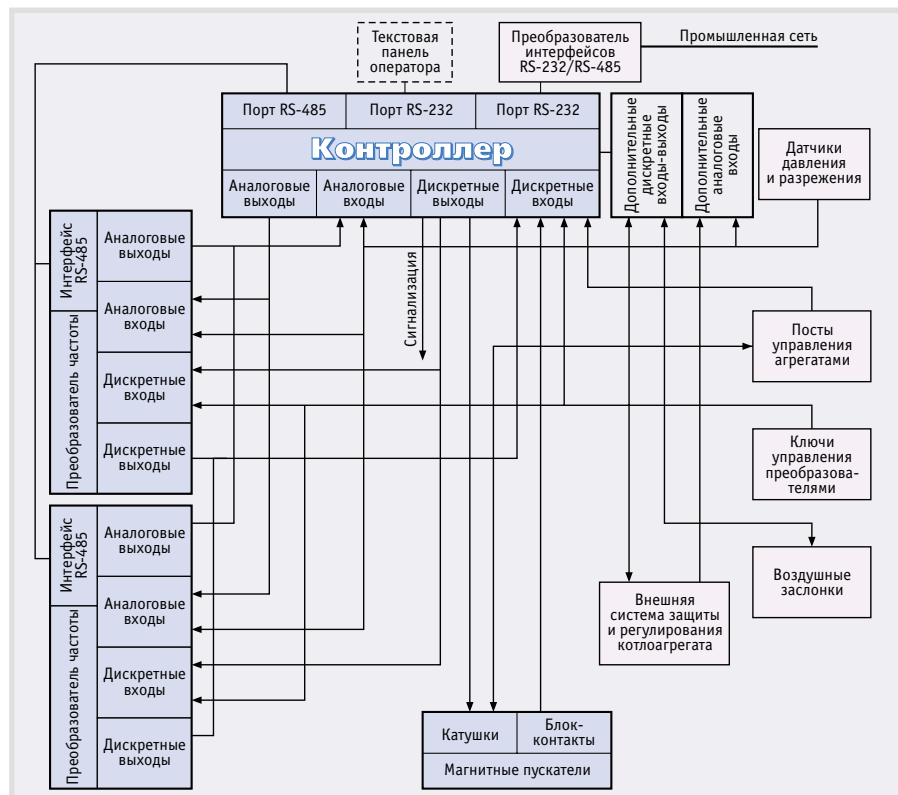 Текстовая
панель
оператора
Преобразователь
интерфейсов
RS-232/RS-485
Промышленная сеть
Порт RS-485
Порт RS-232
Порт RS-232
Контроллер
Аналоговые
выходы
Аналоговые
входы
Дискретные
выходы
Дискретные
входы
Дополнительные
дискретные
входы-выходы
Дополнительные
аналоговые
входы
Датчики
давления
и разрежения
Интерфейс
RS-485
Преобразователь частоты
Аналоговые
выходы
Аналоговые
входы
Дискретные
входы
Дискретные
выходы
Сигнализация
Посты
управления
агрегатами
Ключи
управления
преобразова-
телями
Интерфейс
RS-485
Преобразователь частоты
Аналоговые
выходы
Аналоговые
входы
Дискретные
входы
Дискретные
выходы
Воздушные
заслонки
Внешняя
система защиты
и регулирования
котлоагрегата
Катушки
Блок-
контакты
Магнитные пускатели